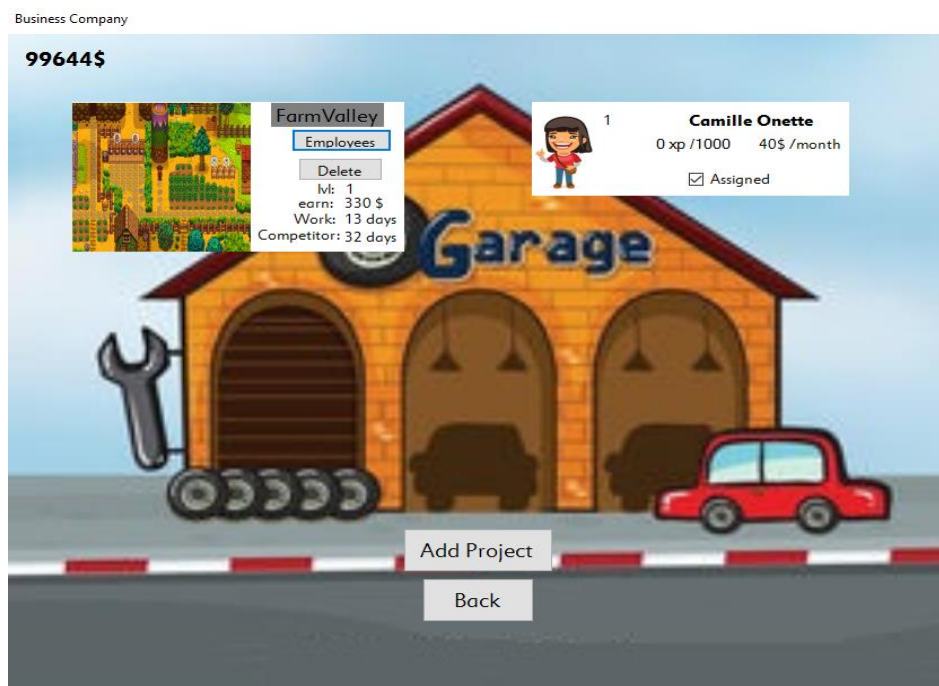 Business Company
99644$
FarmValley
Employees
Delete
lvl: 1
earn: 330 $
Work: 13 days
Competitor: 32 days
1
Camille Onette
0 xp /1000 40$ /month
Assigned
Garage
Add Project
Back